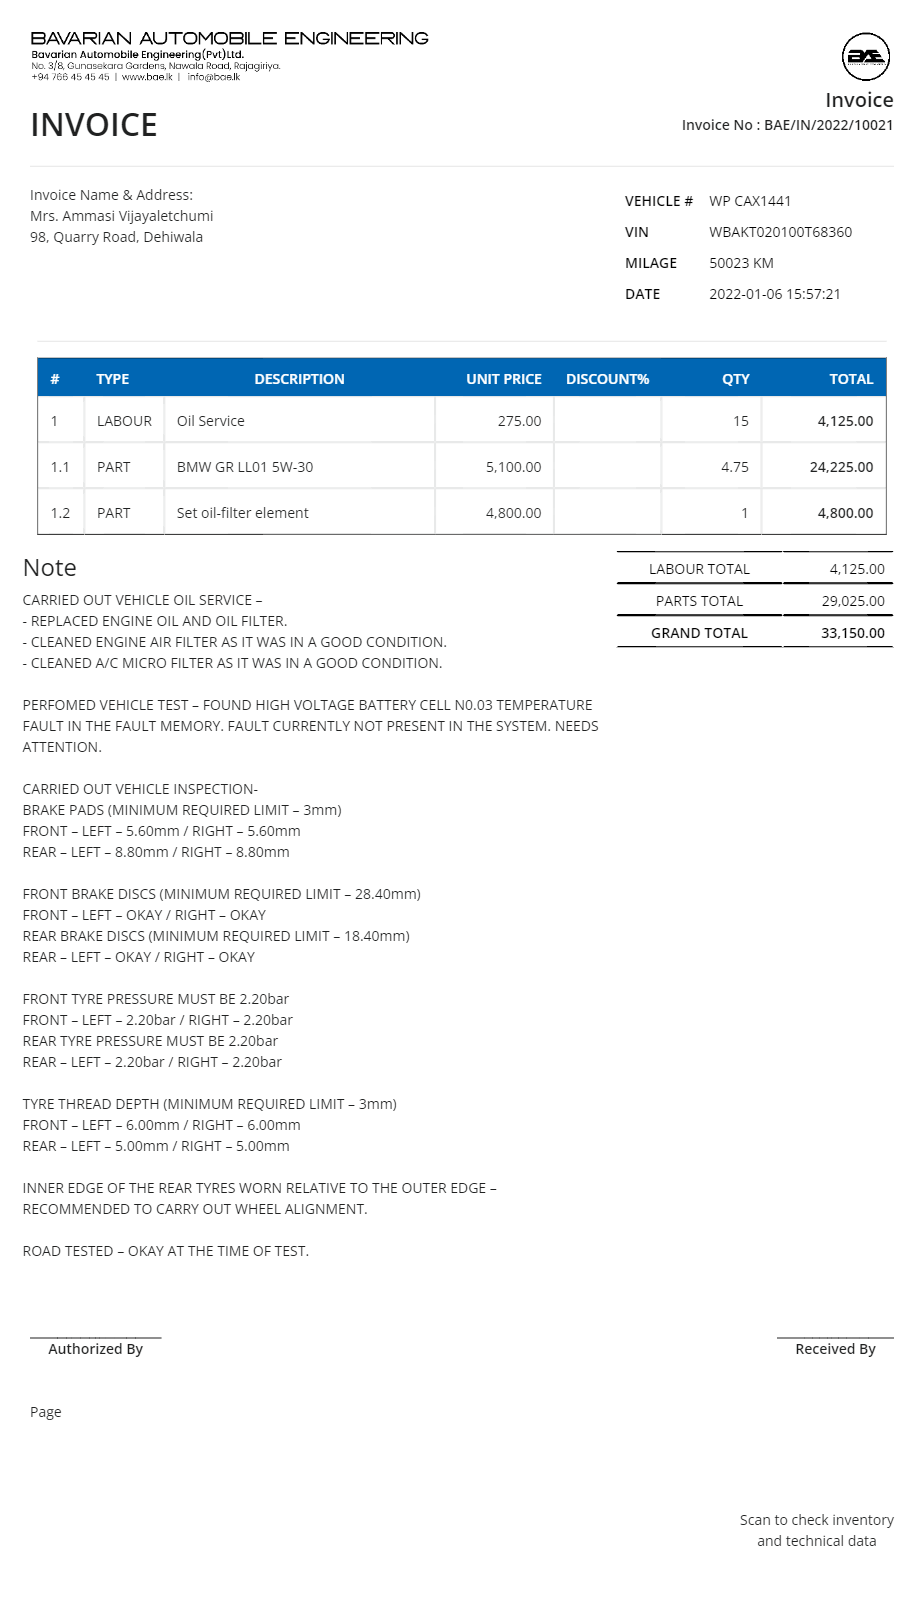 BAVARIAN AUTOMOBILE ENGINEERING
Bavarian Automobile Engineering(Pvt)Ltd.
No. 3/8, Gunasekara Gardens, Nawala Road, Rajagiriya.
+94 766 45 45 45 | www.bae.lk | info@bae.lk
BAE
Invoice
INVOICE
Invoice No : BAE/IN/2022/10021
Invoice Name & Address:
Mrs. Ammasi Vijayaletchumi
98, Quarry Road, Dehiwala
VEHICLE # WP CAX1441
VIN WBAKT020100T68360
MILAGE 50023 KM
DATE 2022-01-06 15:57:21
# TYPE DESCRIPTION UNIT PRICE DISCOUNT% QTY TOTAL
1 LABOUR Oil Service 275.00 15 4,125.00
1.1 PART BMW GR LL01 5W-30 5,100.00 4.75 24,225.00
1.2 PART Set oil-filter element 4,800.00 1 4,800.00
LABOUR TOTAL 4,125.00
PARTS TOTAL 29,025.00
GRAND TOTAL 33,150.00
Note
CARRIED OUT VEHICLE OIL SERVICE –
- REPLACED ENGINE OIL AND OIL FILTER.
- CLEANED ENGINE AIR FILTER AS IT WAS IN A GOOD CONDITION.
- CLEANED A/C MICRO FILTER AS IT WAS IN A GOOD CONDITION.
PERFOMED VEHICLE TEST – FOUND HIGH VOLTAGE BATTERY CELL N0.03 TEMPERATURE
FAULT IN THE FAULT MEMORY. FAULT CURRENTLY NOT PRESENT IN THE SYSTEM. NEEDS
ATTENTION.
CARRIED OUT VEHICLE INSPECTION-
BRAKE PADS (MINIMUM REQUIRED LIMIT – 3mm)
FRONT – LEFT – 5.60mm / RIGHT – 5.60mm
REAR – LEFT – 8.80mm / RIGHT – 8.80mm
FRONT BRAKE DISCS (MINIMUM REQUIRED LIMIT – 28.40mm)
FRONT – LEFT – OKAY / RIGHT – OKAY
REAR BRAKE DISCS (MINIMUM REQUIRED LIMIT – 18.40mm)
REAR – LEFT – OKAY / RIGHT – OKAY
FRONT TYRE PRESSURE MUST BE 2.20bar
FRONT – LEFT – 2.20bar / RIGHT – 2.20bar
REAR TYRE PRESSURE MUST BE 2.20bar
REAR – LEFT – 2.20bar / RIGHT – 2.20bar
TYRE THREAD DEPTH (MINIMUM REQUIRED LIMIT – 3mm)
FRONT – LEFT – 6.00mm / RIGHT – 6.00mm
REAR – LEFT – 5.00mm / RIGHT – 5.00mm
INNER EDGE OF THE REAR TYRES WORN RELATIVE TO THE OUTER EDGE –
RECOMMENDED TO CARRY OUT WHEEL ALIGNMENT.
ROAD TESTED – OKAY AT THE TIME OF TEST.
Authorized By
Received By
Page
Scan to check inventory
and technical data